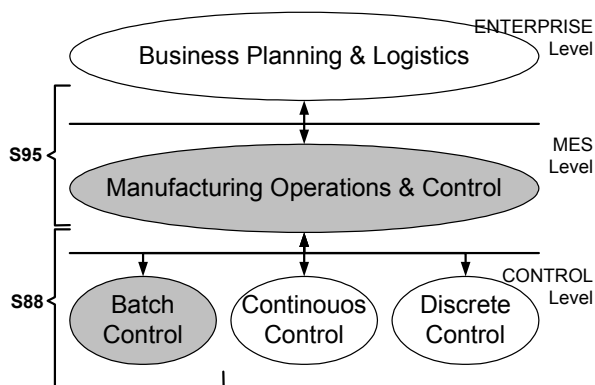 ENTERPRISE
Level
Business Planning & Logistics
S95
MES
Level
Manufacturing Operations & Control
S88
CONTROL
Level
Batch
Control
Continouos
Control
Discrete
Control